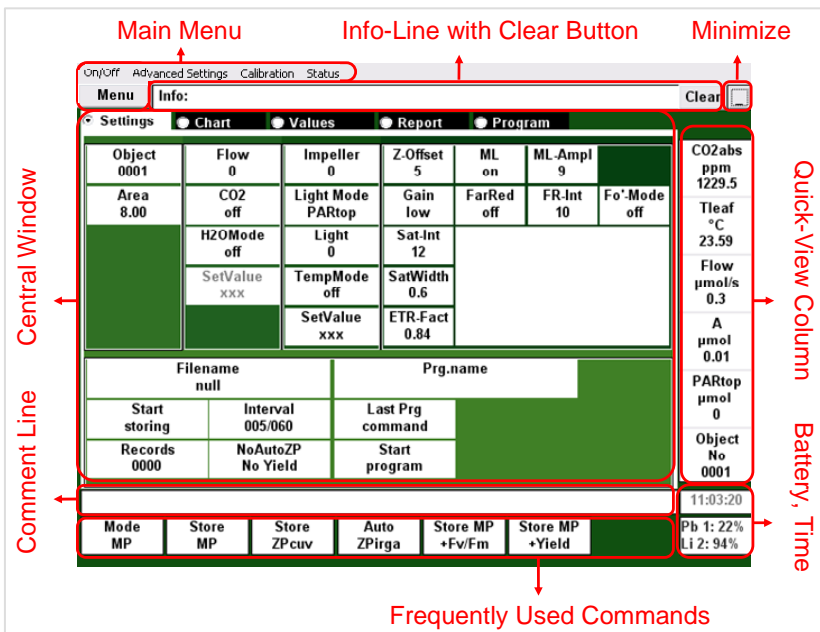 Main Menu
Info-Line with Clear Button
Minimize
On/Off Advanced Settings Calibration Status
Menu
Info:
Clear
Settings
Chart
Values
Report
Program
Object
0001
Flow
0
Impeller
0
Z-Offset
5
ML
on
ML-Ampl
9
Area
8.00
CO2
off
Light Mode
PARtop
Gain
low
FarRed
off
FR-Int
10
Fo'-Mode
off
H2OMode
off
Light
0
Sat-Int
12
SetValue
xxx
TempMode
off
SatWidth
0.6
SetValue
xxx
ETR-Fact
0.84
Filename
null
Prg.name
Start
storing
Interval
005/060
Last Prg
command
Records
0000
NoAutoZP
No Yield
Start
program
CO2abs
ppm
1229.5
Tleaf
°C
23.59
Flow
µmol/s
0.3
A
µmol
0.01
PARtop
µmol
0
Object
No
0001
11:03:20
Pb 1: 22%
Li 2: 94%
Mode
MP
Store
MP
Store
ZPcuv
Auto
ZPirga
Store MP
+Fv/Fm
Store MP
+Yield
Central Window
Comment Line
Quick-View Column
Battery, Time
Frequently Used Commands